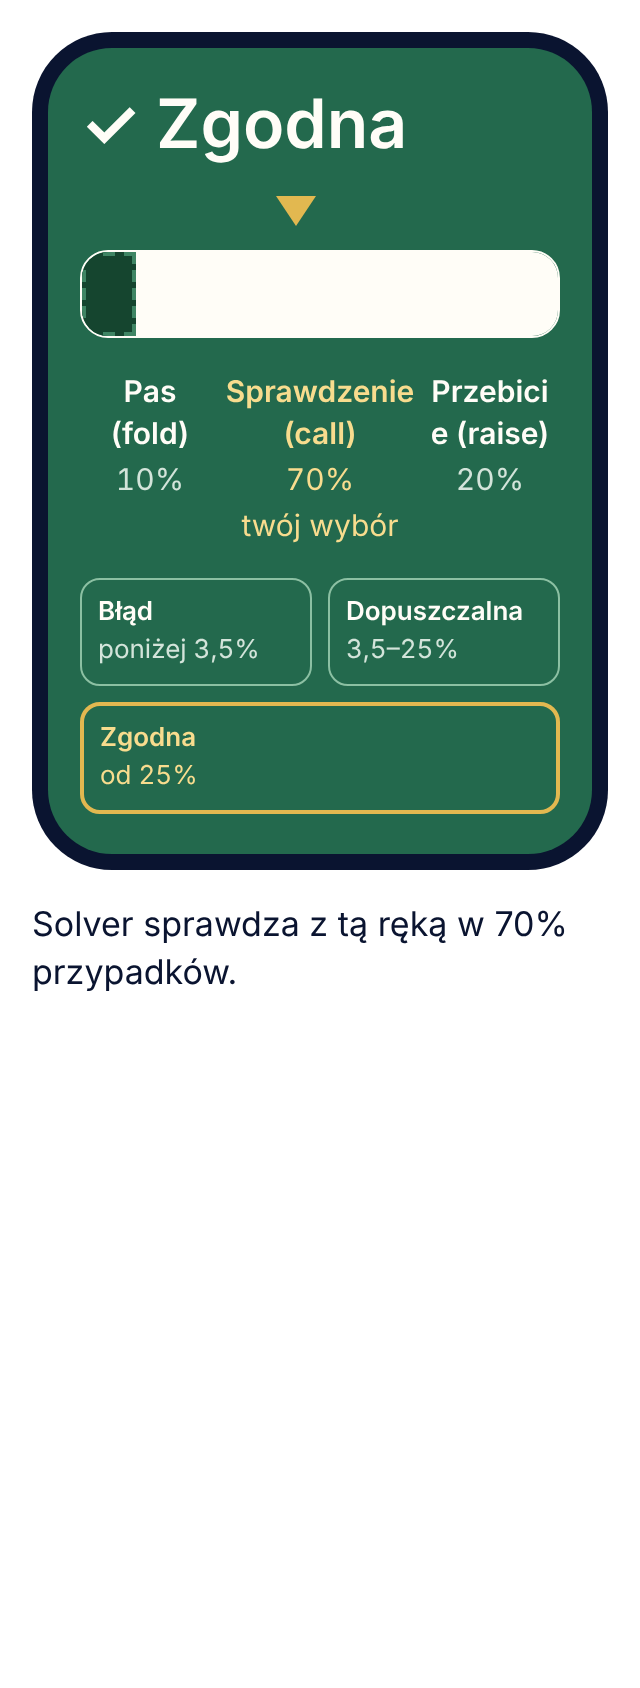 Zgodna
Pas Sprawdzenie Przebici
(fold) (call) e (raise)
10% 70% 20%
twój wybór
Błąd Dopuszczalna
poniżej 3,5% 3,5–25%
Zgodna
od 25%
Solver sprawdza z tą ręką w 70%
przypadków.